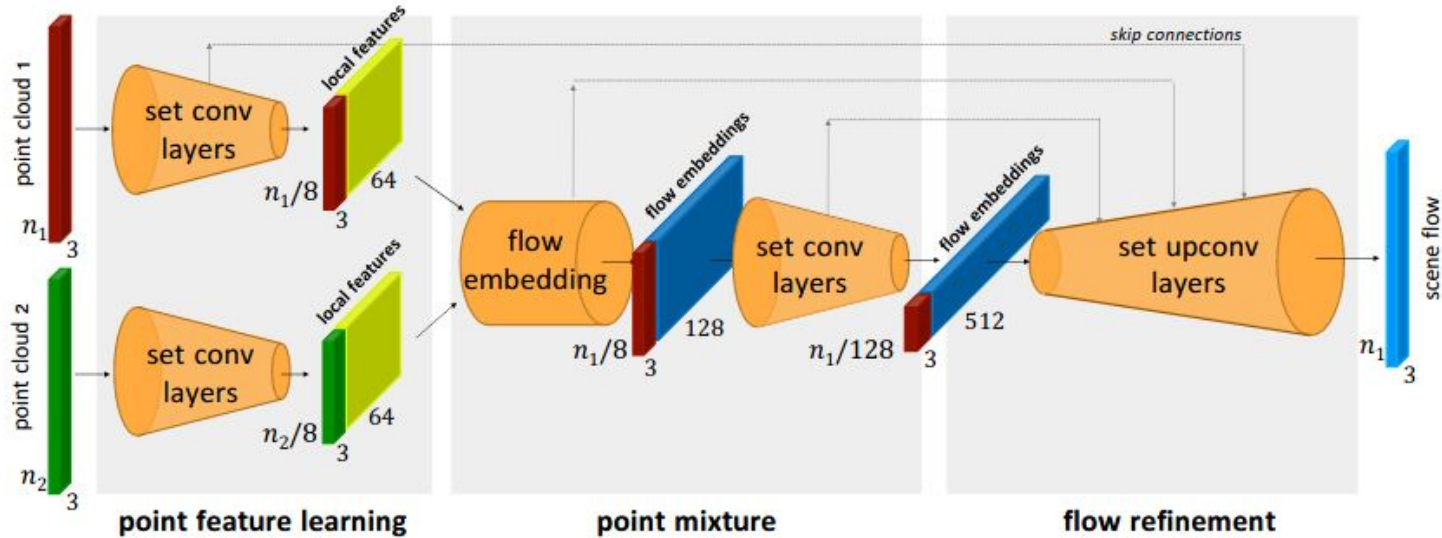 point cloud 1
n₁
3
set conv
layers
local features
n₁/8
3
64
point cloud 2
n₂
3
set conv
layers
local features
n₂/8
3
64
point feature learning
flow
embedding
flow embeddings
n₁/8
3
128
set conv
layers
flow embeddings
n₁/128
3
512
point mixture
skip connections
set upconv
layers
n₁
3
scene flow
flow refinement